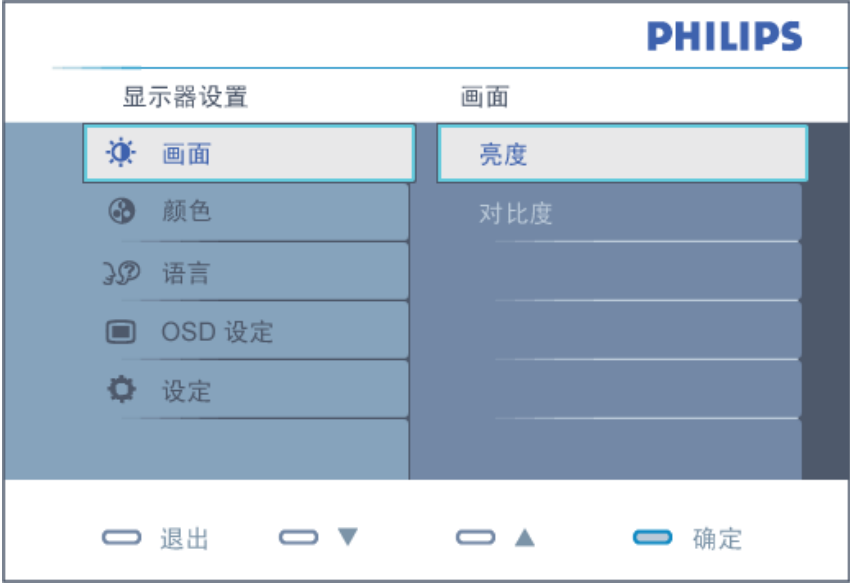 PHILIPS
显示器设置 画面
画面 亮度
颜色 对比度
语言
OSD 设定
设定
退出 ▼ ▲ 确定